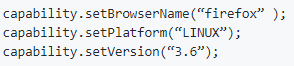 capability.setBrowserName(“firefox” );
capability.setPlatform(“LINUX”);
capability.setVersion(“3.6”);